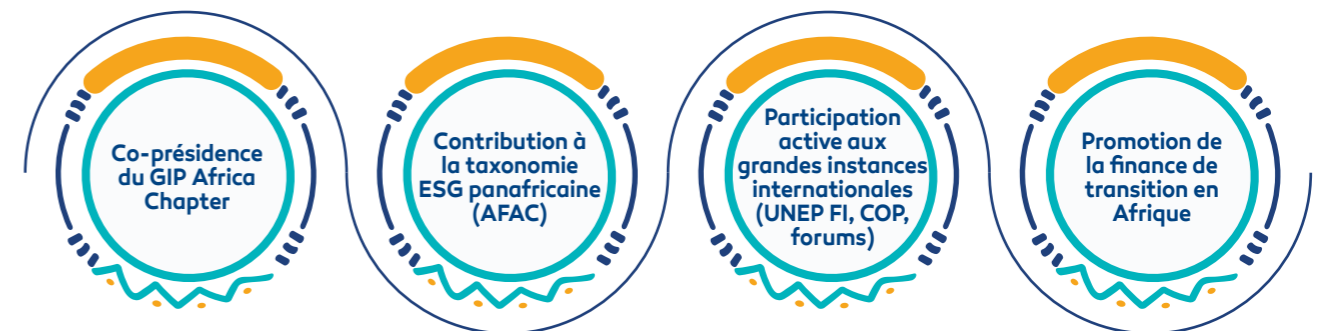 Co-présidence
du GIP Africa
Chapter
Contribution à
la taxonomie
ESG panafricaine
(AFAC)
Participation
active aux
grandes instances
internationales
(UNEP FI, COP,
forums)
Promotion de
la finance de
transition en
Afrique